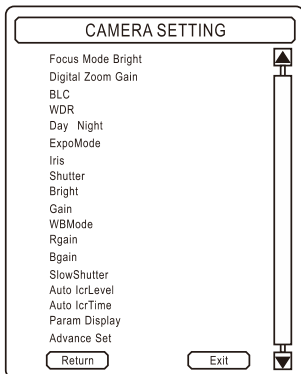 CAMERA SETTING
Focus Mode Bright
Digital Zoom Gain
BLC
WDR
Day Night
ExpoMode
Iris
Shutter
Bright
Gain
WBMode
Rgain
Bgain
SlowShutter
Auto IcrLevel
Auto IcrTime
Param Display
Advance Set
Return Exit